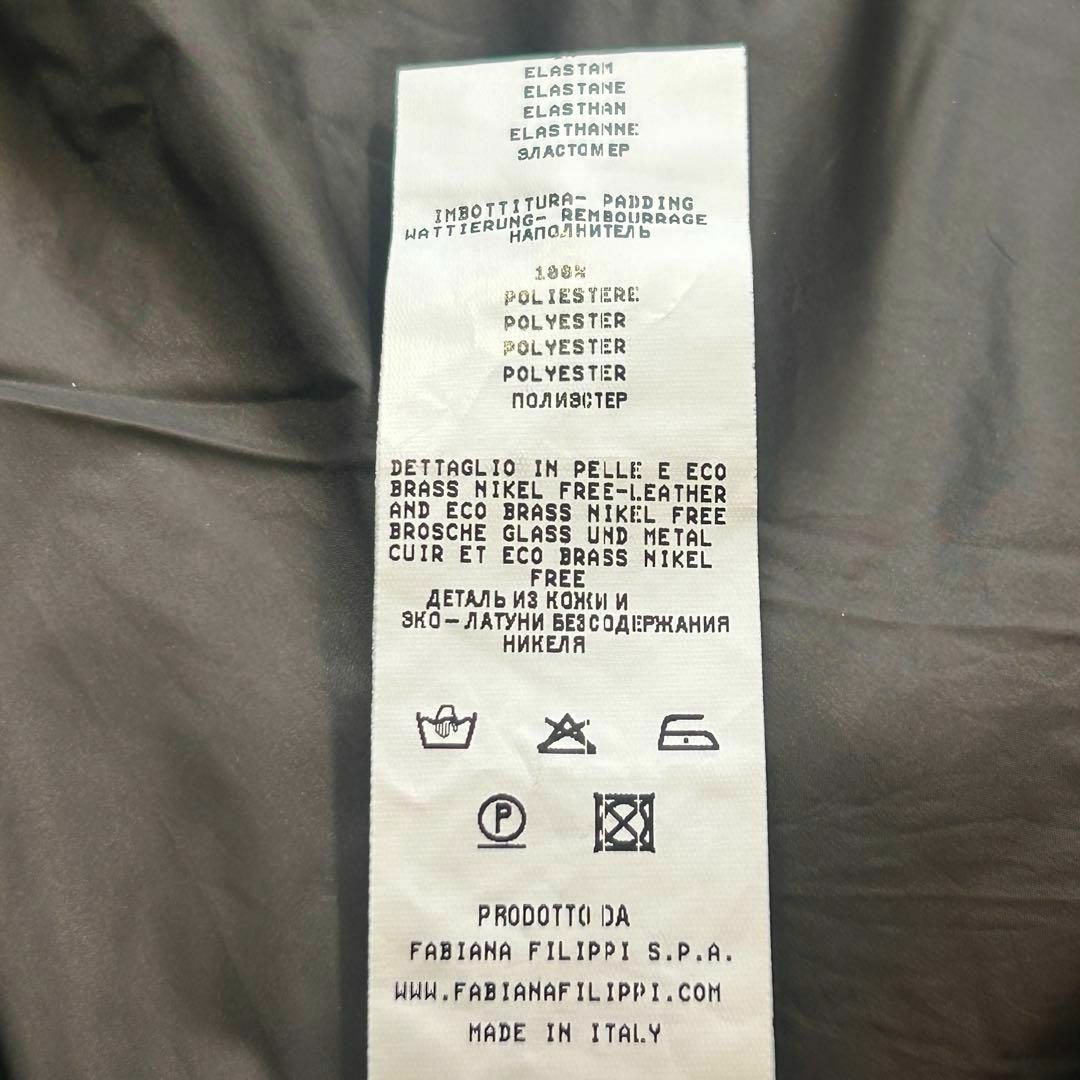 ELASTAM
ELASTANE
ELASTHAN
ELASTHANNE
ЭЛАСТОМЕР
IMBOTTITURA- PADDING
WATTIERUNG- REMBOURRAGE
НАПОЛНИТЕЛЬ
100%
POLIESTERE
POLYESTER
POLYESTER
POLYESTER
ПОЛИЭСТЕР
DETTAGLIO IN PELLE E ECO
BRASS NIKEL FREE-LEATHER
AND ECO BRASS NIKEL FREE
BROSCHE GLASS UND METAL
CUIR ET ECO BRASS NIKEL
FREE
ДЕТАЛЬ ИЗ КОЖИ И
ЭКО-ЛАТУНИ БЕЗ СОДЕРЖАНИЯ
НИКЕЛЯ
P
PRODOTTO DA
FABIANA FILIPPI S.P.A.
WWW.FABIANAFILIPPI.COM
MADE IN ITALY